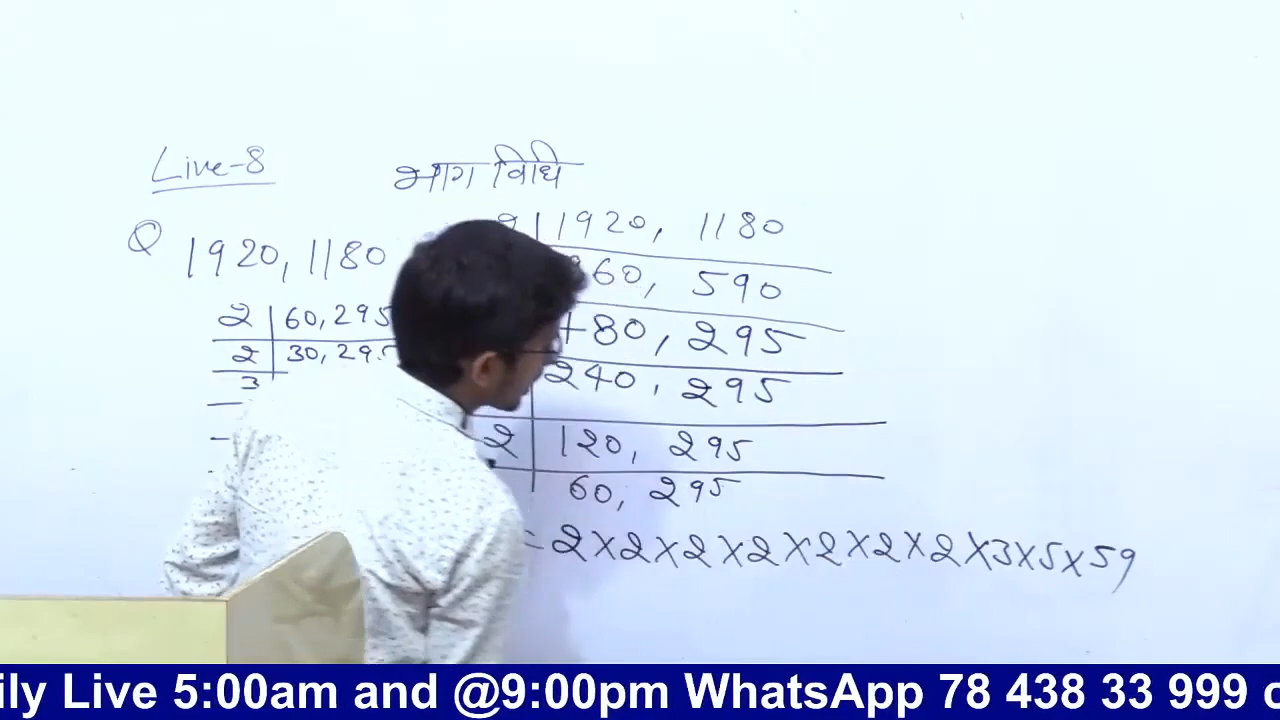 Live-8
भाग विधि
Q 1920, 1180
2 | 60, 295
2 | 30, 295
3
2 | 1920, 1180
960, 590
480, 295
240, 295
2 | 120, 295
60, 295
= 2×2×2×2×2×2×2×3×5×59
ily Live 5:00am and @9:00pm WhatsApp 78 438 33 999 o